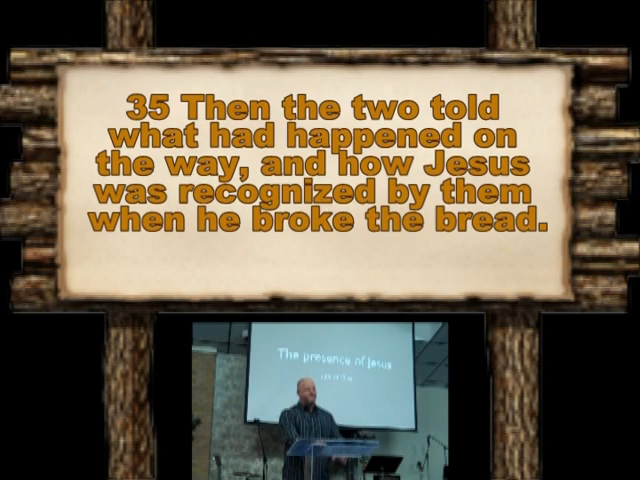 35 Then the two told
what had happened on
the way, and how Jesus
was recognized by them
when he broke the bread.
The presence of Jesus